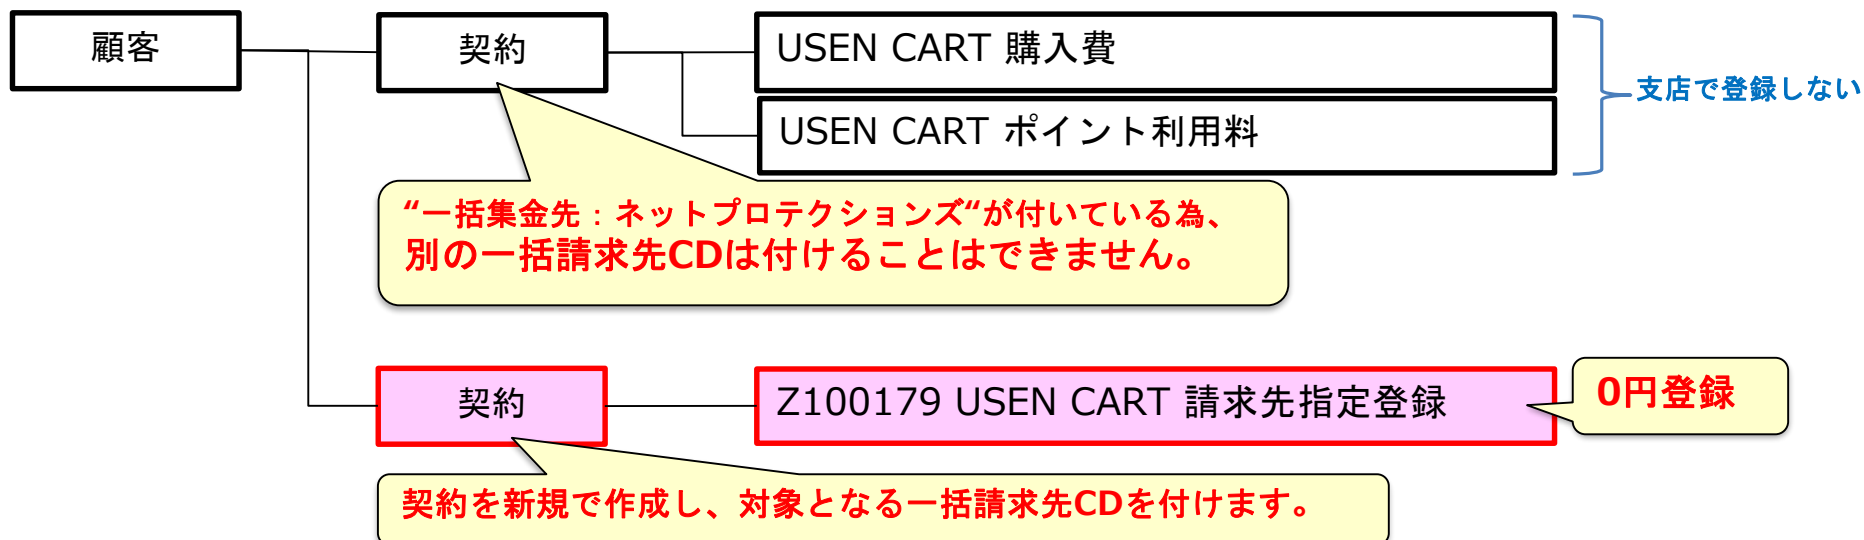 顧客
契約
USEN CART 購入費
USEN CART ポイント利用料
支店で登録しない
“一括集金先：ネットプロテクションズ“が付いている為、
別の一括請求先CDは付けることはできません。
契約
Z100179 USEN CART 請求先指定登録
0円登録
契約を新規で作成し、対象となる一括請求先CDを付けます。